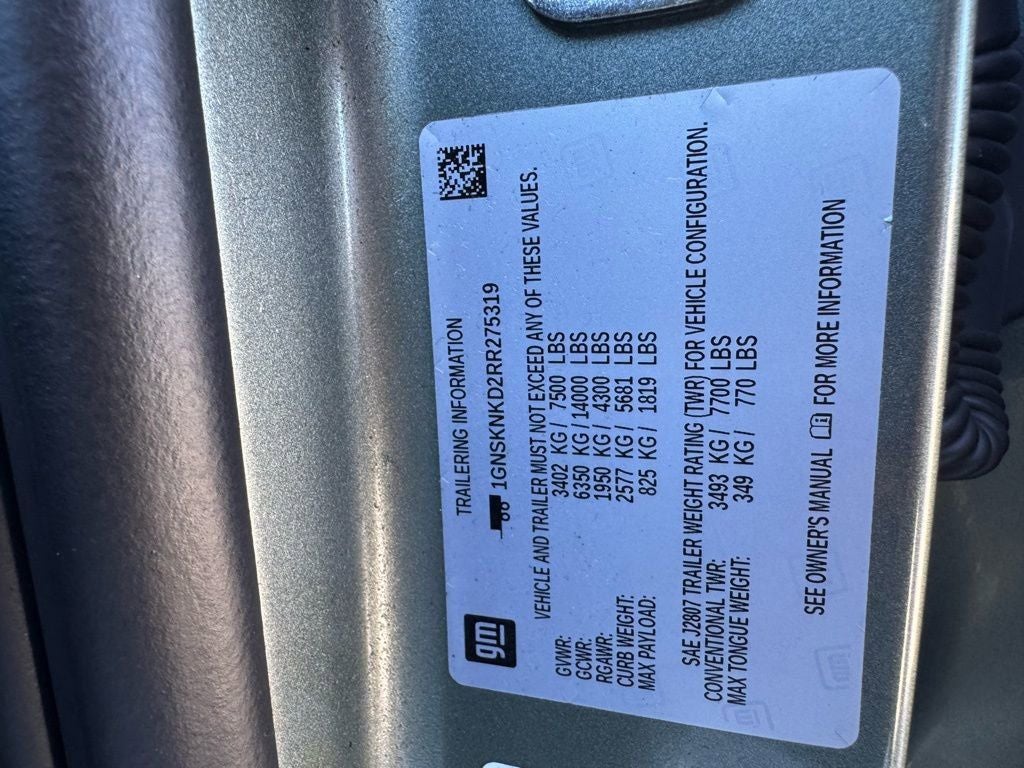 gm
TRAILERING INFORMATION
1GNSKNKD2RR275319
VEHICLE AND TRAILER MUST NOT EXCEED ANY OF THESE VALUES.
GVWR: 3402 KG / 7500 LBS
GCWR: 6350 KG / 14000 LBS
RGAWR: 1950 KG / 4300 LBS
CURB WEIGHT: 2577 KG / 5681 LBS
MAX PAYLOAD: 825 KG / 1819 LBS
SAE J2807 TRAILER WEIGHT RATING (TWR) FOR VEHICLE CONFIGURATION.
CONVENTIONAL TWR: 3493 KG / 7700 LBS
MAX TONGUE WEIGHT: 349 KG / 770 LBS
SEE OWNER'S MANUAL FOR MORE INFORMATION